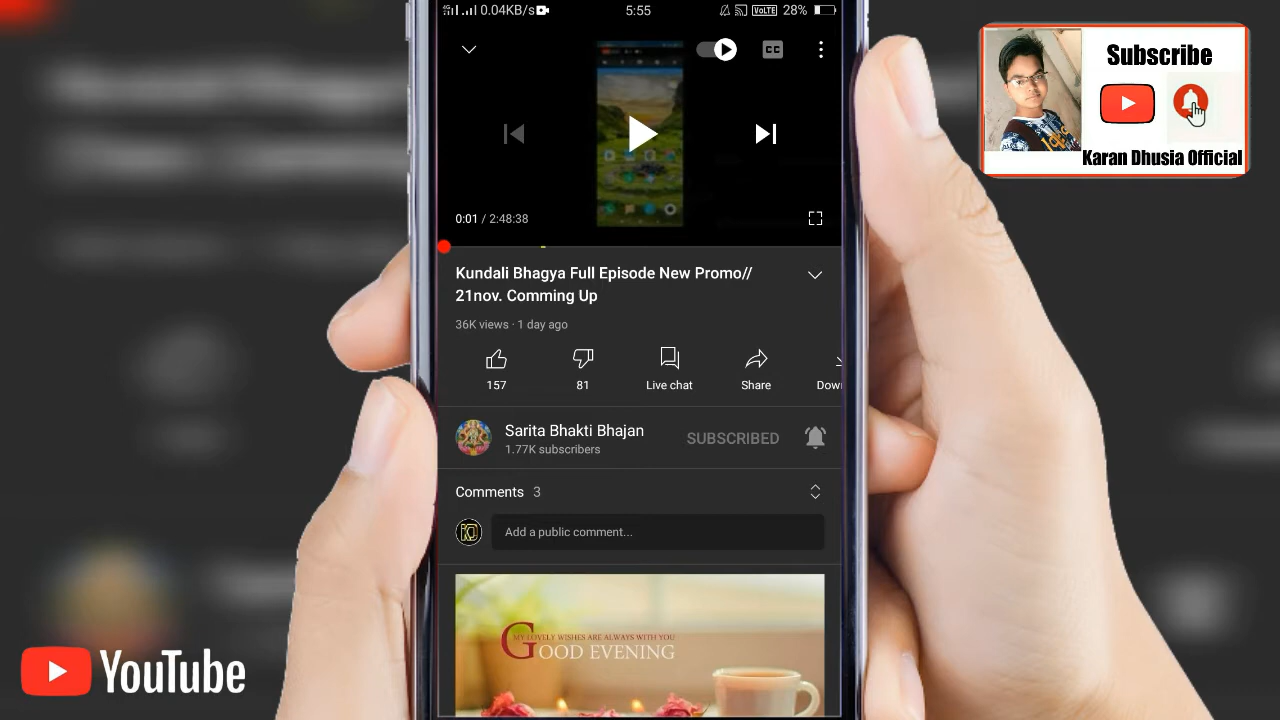 0.04KB/s
5:55
VoLTE 28%
CC
0:01 / 2:48:38
Kundali Bhagya Full Episode New Promo//
21nov. Comming Up
36K views · 1 day ago
157
81
Live chat
Share
Down
Sarita Bhakti Bhajan
1.77K subscribers
SUBSCRIBED
Comments 3
Add a public comment...
MY LOVELY WISHES ARE ALWAYS WITH YOU
GOOD EVENING
Subscribe
Karan Dhusia Official
YouTube